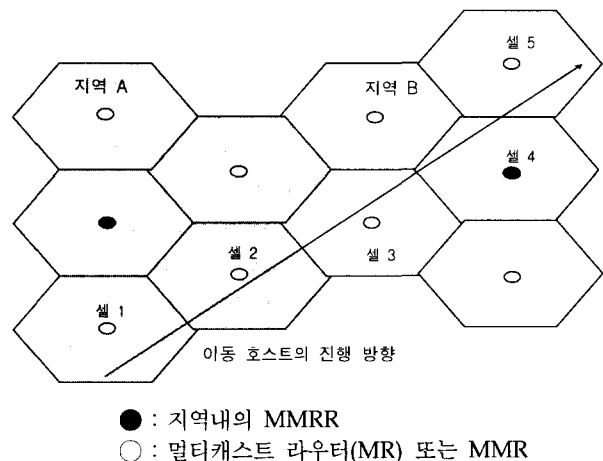 셀 5
지역 A
지역 B
셀 4
셀 2
셀 3
셀 1
이동 호스트의 진행 방향
● : 지역내의 MMRR
○ : 멀티캐스트 라우터(MR) 또는 MMR